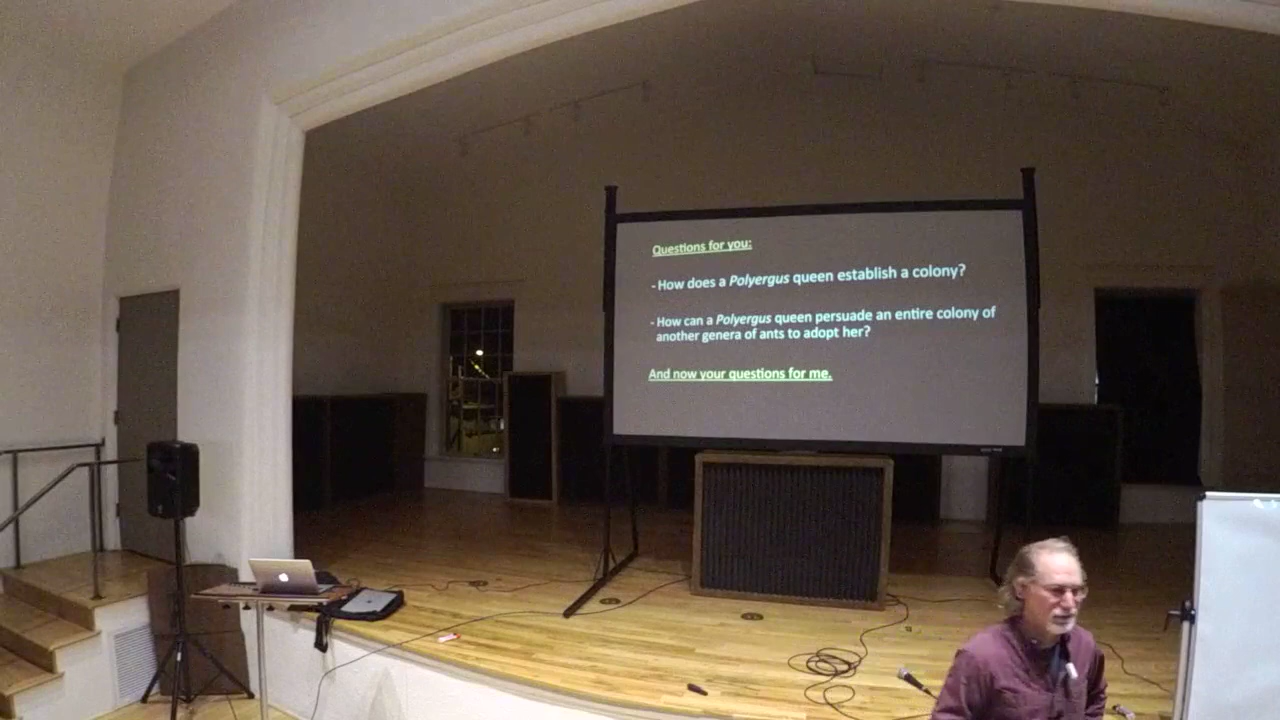 Questions for you:
- How does a Polyergus queen establish a colony?
- How can a Polyergus queen persuade an entire colony of
another genera of ants to adopt her?
And now your questions for me.